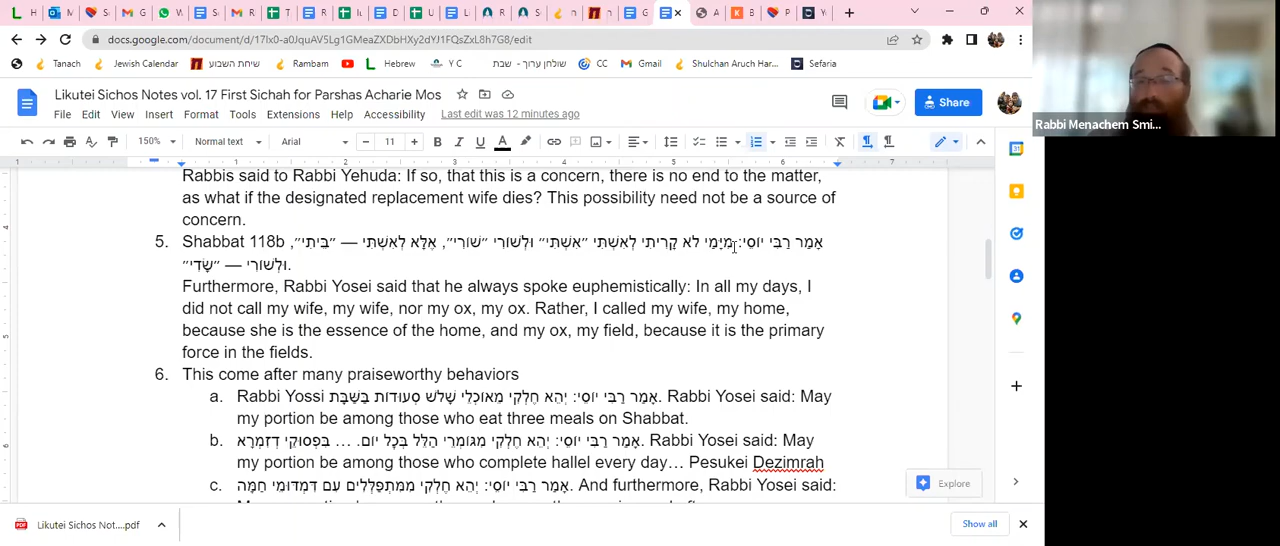 docs.google.com/document/d/17lx0-a0JquAV5Lg1GMeaZXDbHXy2dYJ1FQsZxL8h7G8/edit
Tanach Jewish Calendar שיחת השבוע Rambam Hebrew Y C שולחן ערוך - שבת CC Gmail Shulchan Aruch Har... Sefaria
Likutei Sichos Notes vol. 17 First Sichah for Parshas Acharie Mos
Share
File Edit View Insert Format Tools Extensions Help Accessibility Last edit was 12 minutes ago
150% Normal text Arial 11
Rabbi Menachem Smi...
Rabbis said to Rabbi Yehuda: If so, that this is a concern, there is no end to the matter,
as what if the designated replacement wife dies? This possibility need not be a source of
concern.
5. Shabbat 118b אָמַר רַבִּי יוֹסֵי: מִיָּמַי לֹא קָרִיתִי לְאִשְׁתִּי ״אִשְׁתִּי״ וּלְשׁוֹרִי ״שׁוֹרִי״, אֶלָּא לְאִשְׁתִּי — ״בֵּיתִי״,
וּלְשׁוֹרִי — ״שָׂדִי״.
Furthermore, Rabbi Yosei said that he always spoke euphemistically: In all my days, I
did not call my wife, my wife, nor my ox, my ox. Rather, I called my wife, my home,
because she is the essence of the home, and my ox, my field, because it is the primary
force in the fields.
6. This come after many praiseworthy behaviors
a. Rabbi Yossi אָמַר רַבִּי יוֹסֵי: יְהֵא חֶלְקִי מֵאוֹכְלֵי שָׁלֹשׁ סְעוּדוֹת בַּשַּׁבָּת. Rabbi Yosei said: May
my portion be among those who eat three meals on Shabbat.
b. אָמַר רַבִּי יוֹסֵי: יְהֵא חֶלְקִי מִגּוֹמְרֵי הַלֵּל בְּכׇל יוֹם. ... בִּפְסוּקֵי דְזִמְרָא. Rabbi Yosei said: May
my portion be among those who complete hallel every day… Pesukei Dezimrah
c. אָמַר רַבִּי יוֹסֵי: יְהֵא חֶלְקִי מִמִּתְפַּלְּלִים עִם דִּמְדּוּמֵי חַמָּה. And furthermore, Rabbi Yosei said:
Explore
Likutei Sichos Not....pdf
Show all